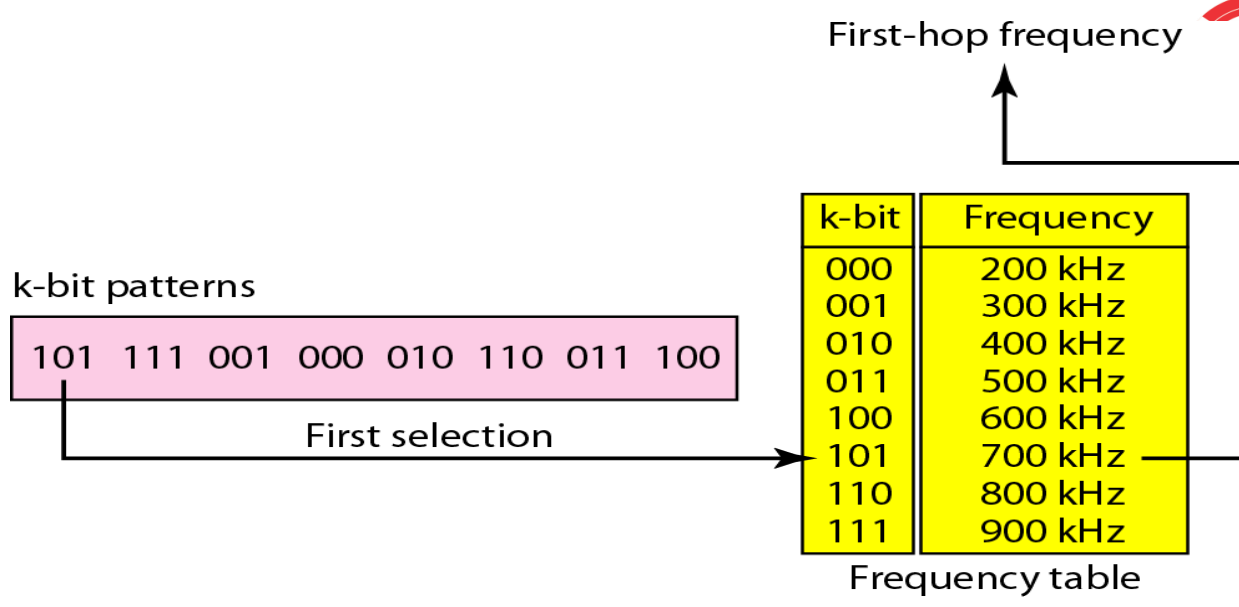 First-hop frequency
k-bit Frequency
000 200 kHz
001 300 kHz
010 400 kHz
011 500 kHz
100 600 kHz
101 700 kHz
110 800 kHz
111 900 kHz
Frequency table
k-bit patterns
101 111 001 000 010 110 011 100
First selection